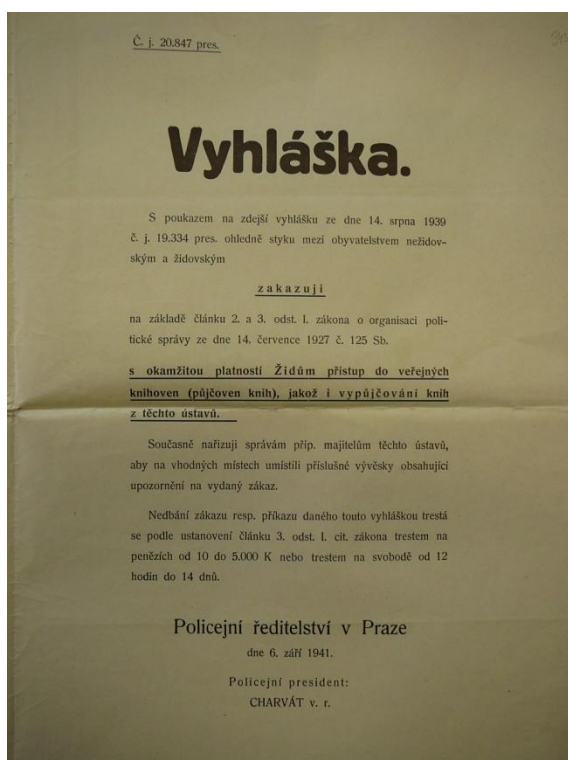 Č. j. 20.847 pres.
Vyhláška.
S poukazem na zdejší vyhlášku ze dne 14. srpna 1939
č. j. 19.334 pres. ohledně styku mezi obyvatelstvem nežidov-
ským a židovským
zakazuji
na základě článku 2. a 3. odst. l. zákona o organisaci poli-
tické správy ze dne 14. července 1927 č. 125 Sb.
s okamžitou platností Židům přístup do veřejných
knihoven (půjčoven knih), jakož i vypůjčování knih
z těchto ústavů.
Současně nařizuji správám příp. majitelům těchto ústavů,
aby na vhodných místech umístili příslušné vývěsky obsahující
upozornění na vydaný zákaz.
Nedbání zákazu resp. příkazu daného touto vyhláškou trestá
se podle ustanovení článku 3. odst. l. cit. zákona trestem na
penězích od 10 do 5.000 K nebo trestem na svobodě od 12
hodin do 14 dnů.
Policejní ředitelství v Praze
dne 6. září 1941.
Policejní president:
CHARVÁT v. r.